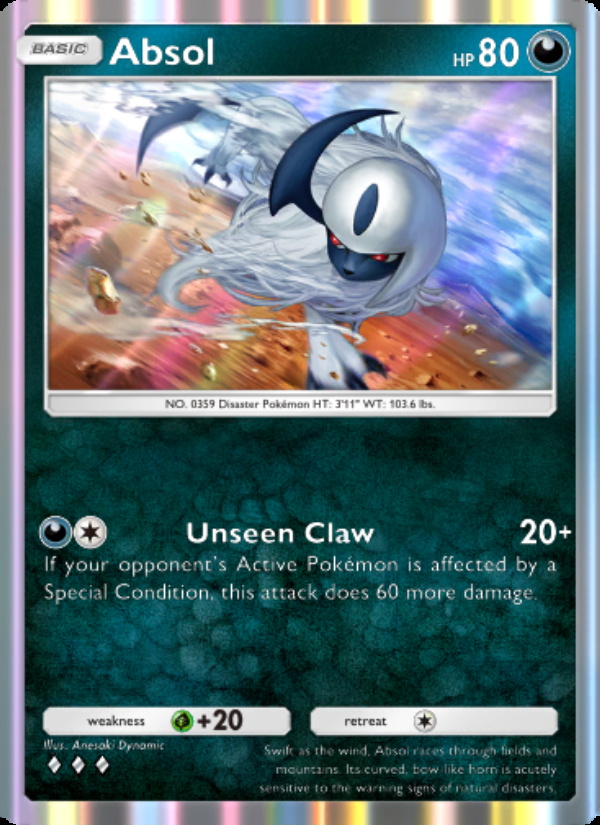 BASIC Absol HP 80
NO. 0359 Disaster Pokémon HT: 3'11" WT: 103.6 lbs.
Unseen Claw 20+
If your opponent's Active Pokémon is affected by a
Special Condition, this attack does 60 more damage.
weakness +20 retreat
Illus. Anesaki Dynamic
Swift as the wind, Absol races through fields and
mountains. Its curved, bow-like horn is acutely
sensitive to the warning signs of natural disasters.